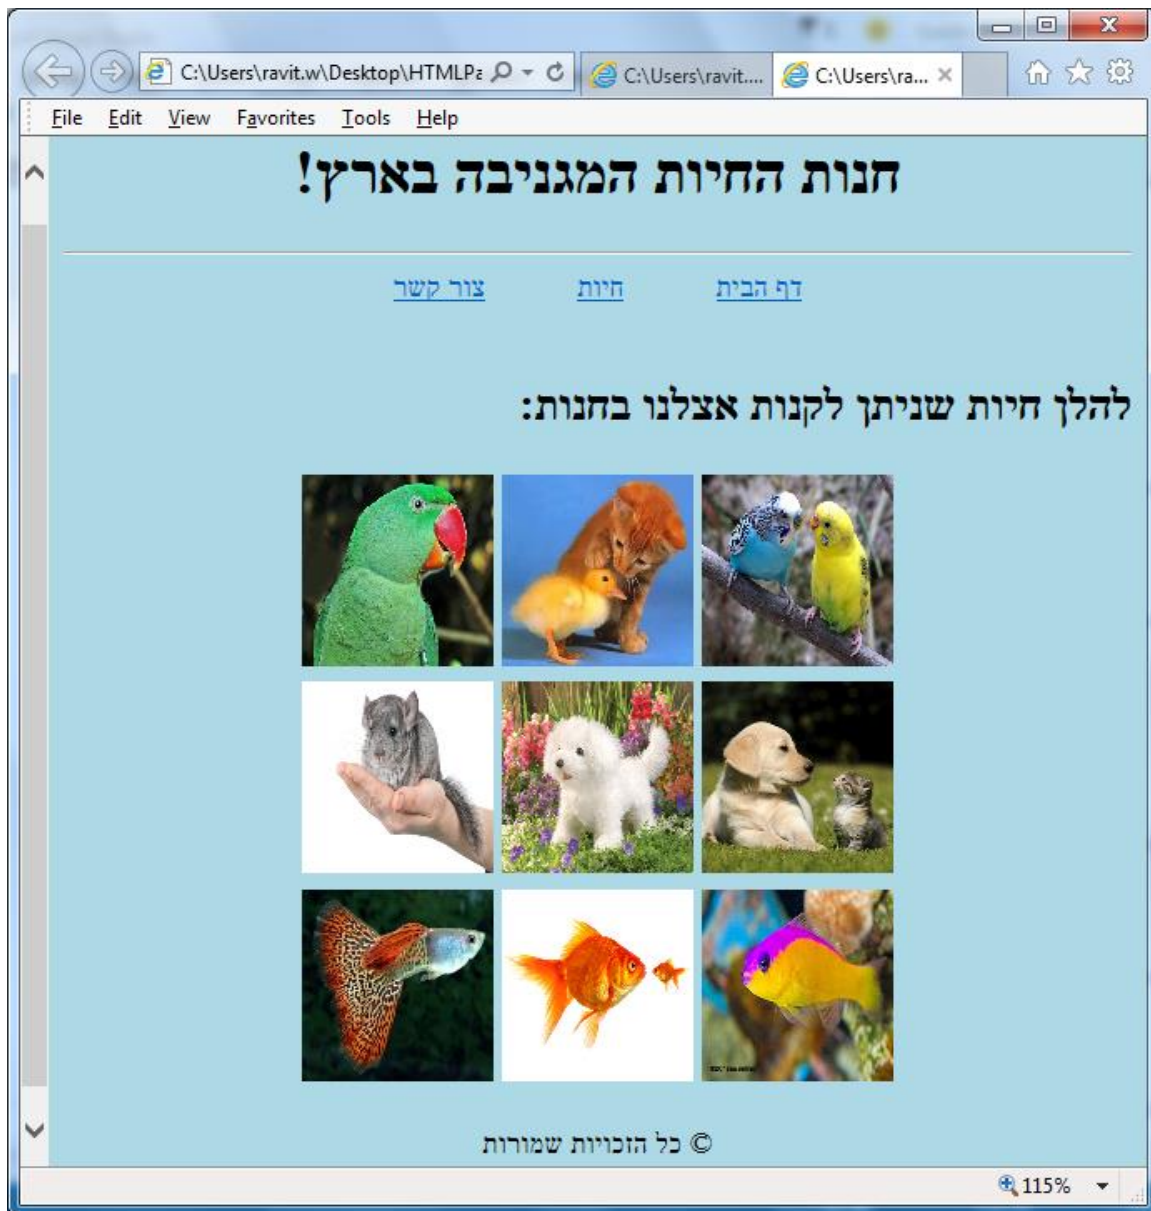 C:\Users\ravit.w\Desktop\HTMLPa
C:\Users\ravit....
C:\Users\ra...
File Edit View Favorites Tools Help
חנות החיות המגניבה בארץ!
דף הבית חיות צור קשר
להלן חיות שניתן לקנות אצלנו בחנות:
© כל הזכויות שמורות
115%